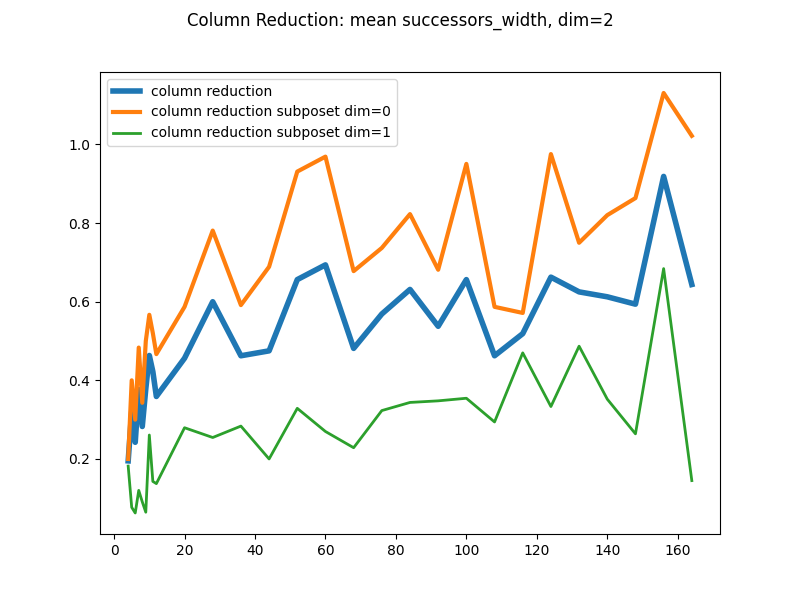 Column Reduction: mean successors_width, dim=2
column reduction
column reduction subposet dim=0
column reduction subposet dim=1
1.0
0.8
0.6
0.4
0.2
0 20 40 60 80 100 120 140 160